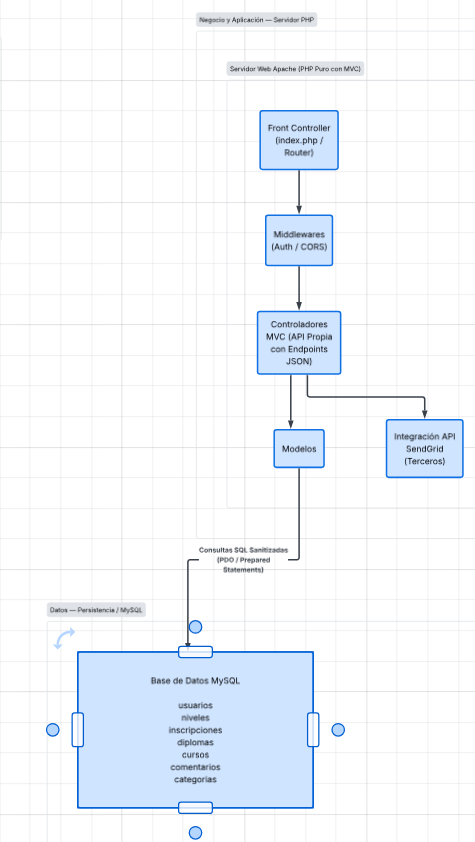 Negocio y Aplicación — Servidor PHP
Servidor Web Apache (PHP Puro con MVC)
Front Controller
(index.php /
Router)
Middlewares
(Auth / CORS)
Controladores
MVC (API Propia
con Endpoints
JSON)
Modelos
Integración API
SendGrid
(Terceros)
Consultas SQL Sanitizadas
(PDO / Prepared
Statements)
Datos — Persistencia / MySQL
Base de Datos MySQL
usuarios
niveles
inscripciones
diplomas
cursos
comentarios
categorias